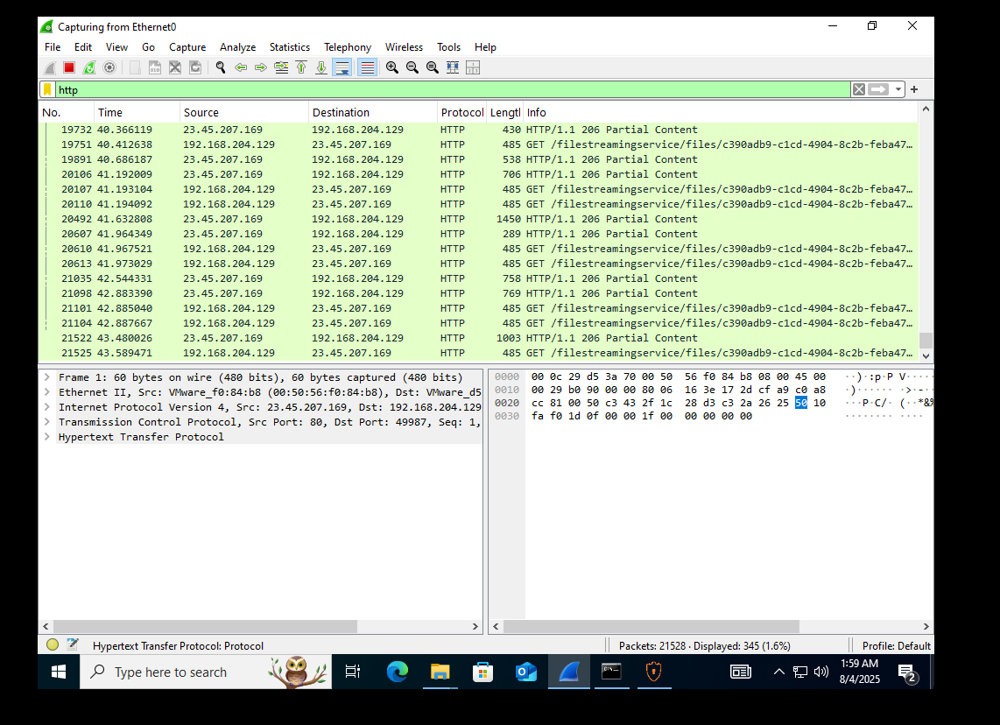 Capturing from Ethernet0
File Edit View Go Capture Analyze Statistics Telephony Wireless Tools Help
http
No. Time Source Destination Protocol Lengtl Info
19732 40.366119 23.45.207.169 192.168.204.129 HTTP 430 HTTP/1.1 206 Partial Content
19751 40.412638 192.168.204.129 23.45.207.169 HTTP 485 GET /filestreamingservice/files/c390adb9-c1cd-4904-8c2b-feba47…
19891 40.686187 23.45.207.169 192.168.204.129 HTTP 538 HTTP/1.1 206 Partial Content
20106 41.192009 23.45.207.169 192.168.204.129 HTTP 706 HTTP/1.1 206 Partial Content
20107 41.193104 192.168.204.129 23.45.207.169 HTTP 485 GET /filestreamingservice/files/c390adb9-c1cd-4904-8c2b-feba47…
20110 41.194092 192.168.204.129 23.45.207.169 HTTP 485 GET /filestreamingservice/files/c390adb9-c1cd-4904-8c2b-feba47…
20492 41.632808 23.45.207.169 192.168.204.129 HTTP 1450 HTTP/1.1 206 Partial Content
20607 41.964349 23.45.207.169 192.168.204.129 HTTP 289 HTTP/1.1 206 Partial Content
20610 41.967521 192.168.204.129 23.45.207.169 HTTP 485 GET /filestreamingservice/files/c390adb9-c1cd-4904-8c2b-feba47…
20613 41.973029 192.168.204.129 23.45.207.169 HTTP 485 GET /filestreamingservice/files/c390adb9-c1cd-4904-8c2b-feba47…
21035 42.544331 23.45.207.169 192.168.204.129 HTTP 758 HTTP/1.1 206 Partial Content
21098 42.883390 23.45.207.169 192.168.204.129 HTTP 769 HTTP/1.1 206 Partial Content
21101 42.885040 192.168.204.129 23.45.207.169 HTTP 485 GET /filestreamingservice/files/c390adb9-c1cd-4904-8c2b-feba47…
21104 42.887667 192.168.204.129 23.45.207.169 HTTP 485 GET /filestreamingservice/files/c390adb9-c1cd-4904-8c2b-feba47…
21522 43.480026 23.45.207.169 192.168.204.129 HTTP 1003 HTTP/1.1 206 Partial Content
21525 43.589471 192.168.204.129 23.45.207.169 HTTP 485 GET /filestreamingservice/files/c390adb9-c1cd-4904-8c2b-feba47…
Frame 1: 60 bytes on wire (480 bits), 60 bytes captured (480 bits)
Ethernet II, Src: VMware_f0:84:b8 (00:50:56:f0:84:b8), Dst: VMware_d5
Internet Protocol Version 4, Src: 23.45.207.169, Dst: 192.168.204.129
Transmission Control Protocol, Src Port: 80, Dst Port: 49987, Seq: 1,
Hypertext Transfer Protocol
0000 00 0c 29 d5 3a 70 00 50 56 f0 84 b8 08 00 45 00 ··)·:p·P V·····
0010 00 29 b0 90 00 00 80 06 16 3e 17 2d cf a9 c0 a8 ·)······ ·>·-··
0020 cc 81 00 50 c3 43 2f 1c 28 d3 c3 2a 26 25 50 10 ···P·C/· (··*&%
0030 fa f0 1d 0f 00 00 1f 00 00 00 00 00 ········ ····
Hypertext Transfer Protocol: Protocol
Packets: 21528 · Displayed: 345 (1.6%)
Profile: Default
Type here to search
1:59 AM
8/4/2025
2